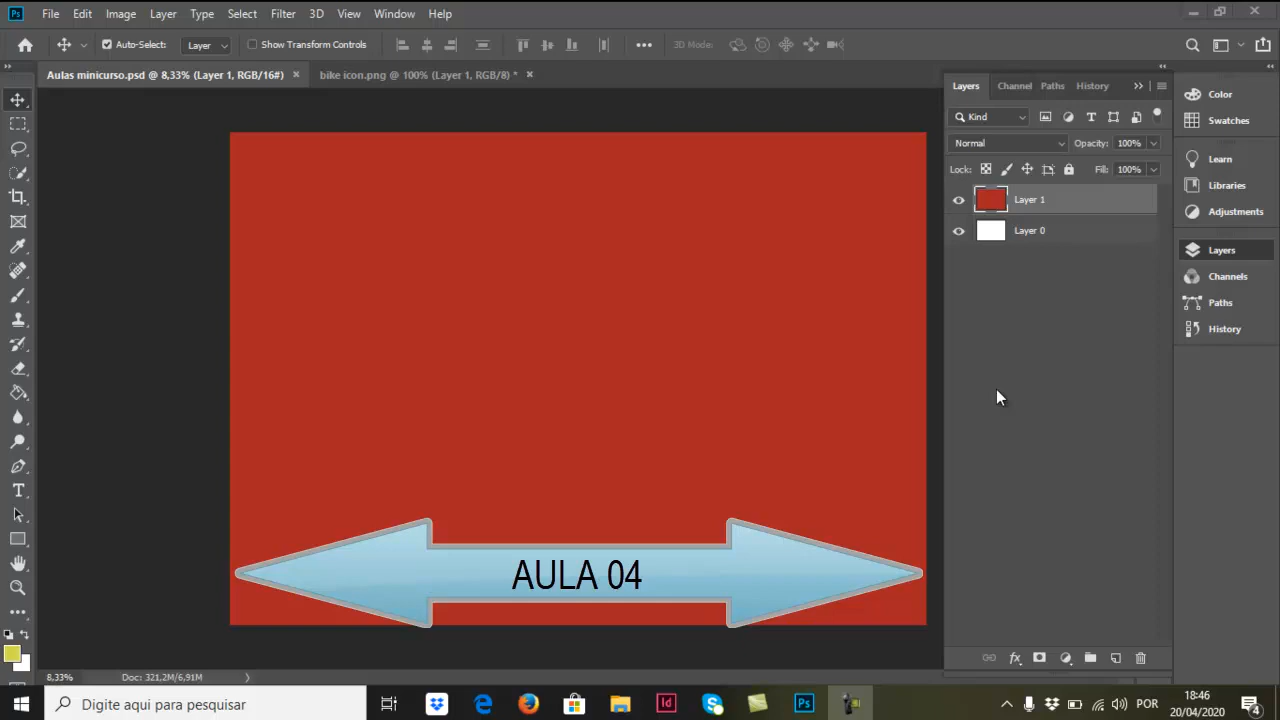 File Edit Image Layer Type Select Filter 3D View Window Help
Auto-Select: Layer Show Transform Controls 3D Mode:
Aulas minicurso.psd @ 8,33% (Layer 1, RGB/16#) × bike icon.png @ 100% (Layer 1, RGB/8) * ×
Layers Channel Paths History
Kind
Normal Opacity: 100%
Lock: Fill: 100%
Layer 1
Layer 0
Color
Swatches
Learn
Libraries
Adjustments
Layers
Channels
Paths
History
AULA 04
8,33% Doc: 321,2M/6,91M
Digite aqui para pesquisar
POR
18:46
20/04/2020
4